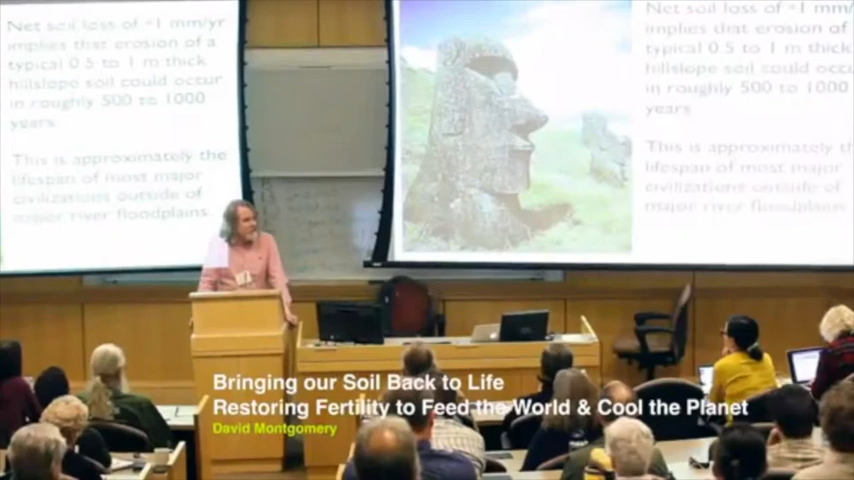 Net soil loss of ~1 mm/yr
implies that erosion of a
typical 0.5 to 1 m thick
hillslope soil could occur
in roughly 500 to 1000
years.
This is approximately the
lifespan of most major
civilizations outside of
major river floodplains.
Net soil loss of ~1 mm/
implies that erosion of
typical 0.5 to 1 m thick
hillslope soil could occu
in roughly 500 to 1000
years.
This is approximately th
lifespan of most major
civilizations outside of
major river floodplains.
Bringing our Soil Back to Life
Restoring Fertility to Feed the World & Cool the Planet
David Montgomery